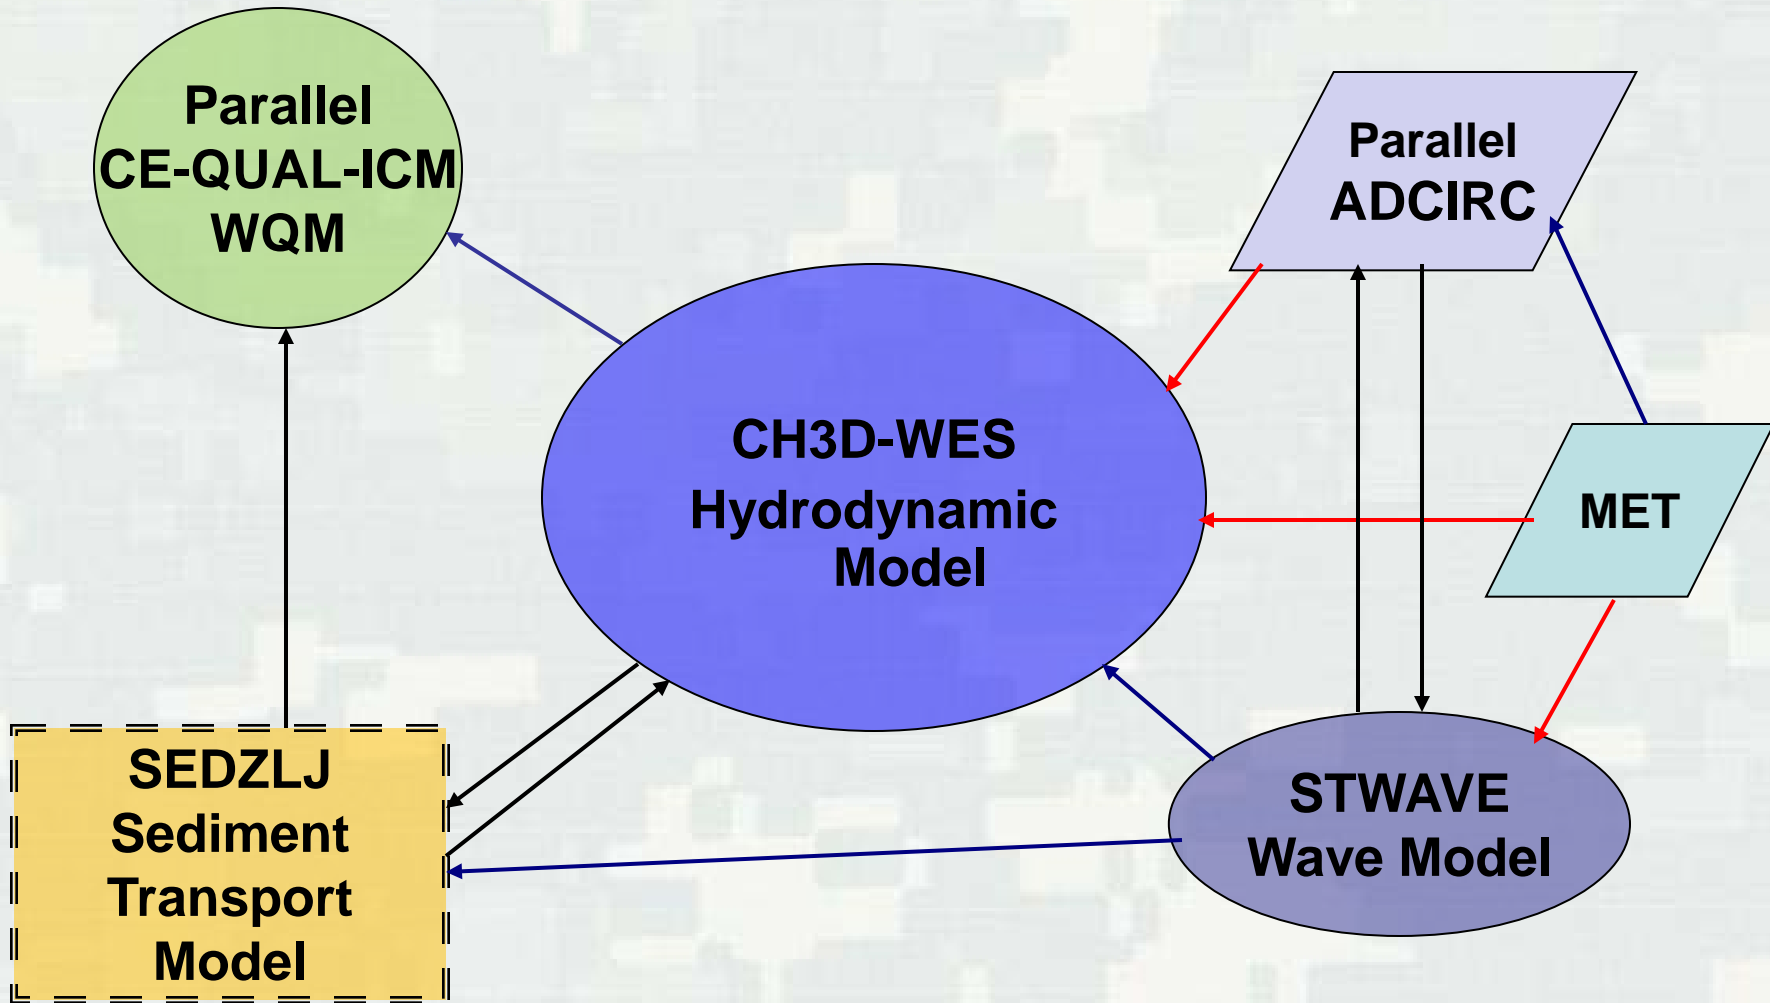 Parallel
CE-QUAL-ICM
WQM
Parallel
ADCIRC
CH3D-WES
Hydrodynamic
Model
MET
SEDZLJ
Sediment
Transport
Model
STWAVE
Wave Model